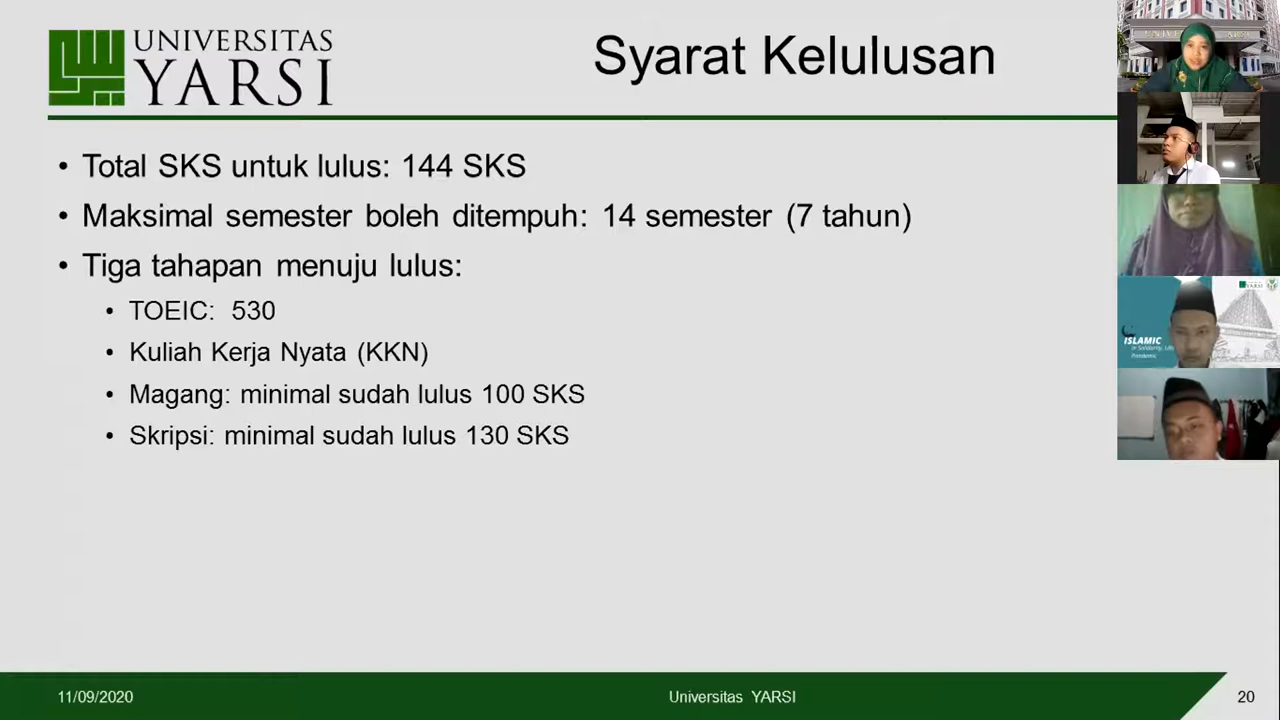 UNIVERSITAS
YARSI
Syarat Kelulusan
• Total SKS untuk lulus: 144 SKS
• Maksimal semester boleh ditempuh: 14 semester (7 tahun)
• Tiga tahapan menuju lulus:
• TOEIC: 530
• Kuliah Kerja Nyata (KKN)
• Magang: minimal sudah lulus 100 SKS
• Skripsi: minimal sudah lulus 130 SKS
ISLAMIC
in Solidarity,
Pandemic
YARSI
11/09/2020
Universitas YARSI
20